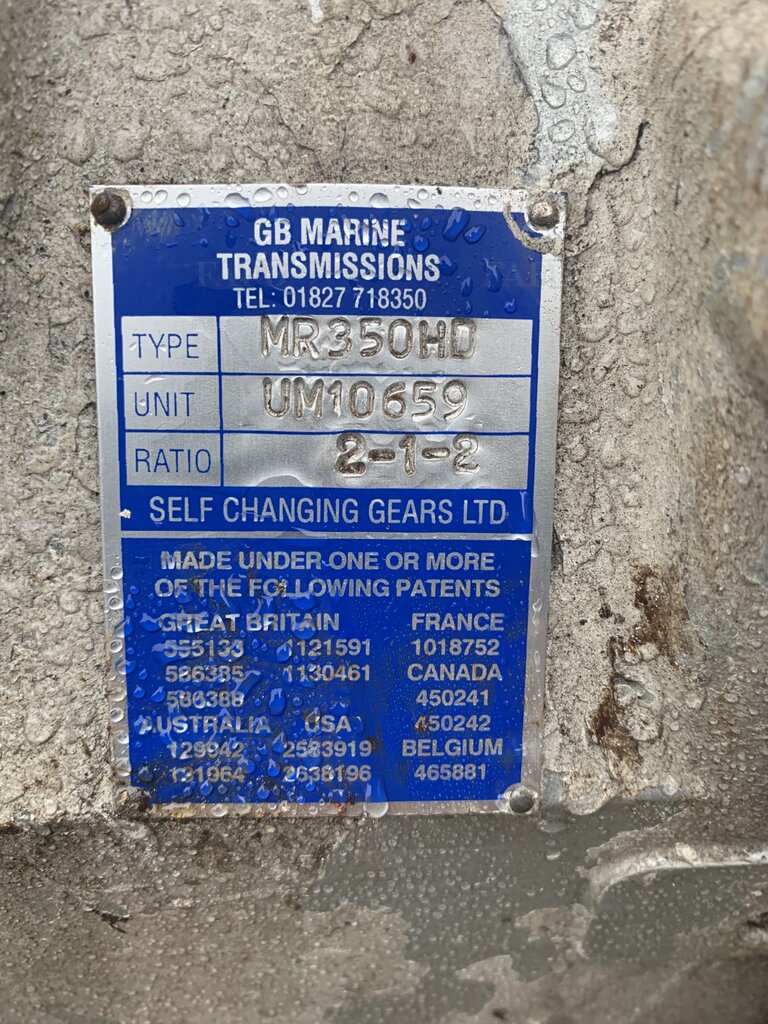 GB MARINE
TRANSMISSIONS
TEL: 01827 718350
TYPE MR350HD
UNIT UM10659
RATIO 2-1-2
SELF CHANGING GEARS LTD
MADE UNDER ONE OR MORE
OF THE FOLLOWING PATENTS
GREAT BRITAIN FRANCE
1121591 1018752
586385 1130461 CANADA
586388 450241
AUSTRALIA USA 450242
129942 2583919 BELGIUM
131864 2638196 465881